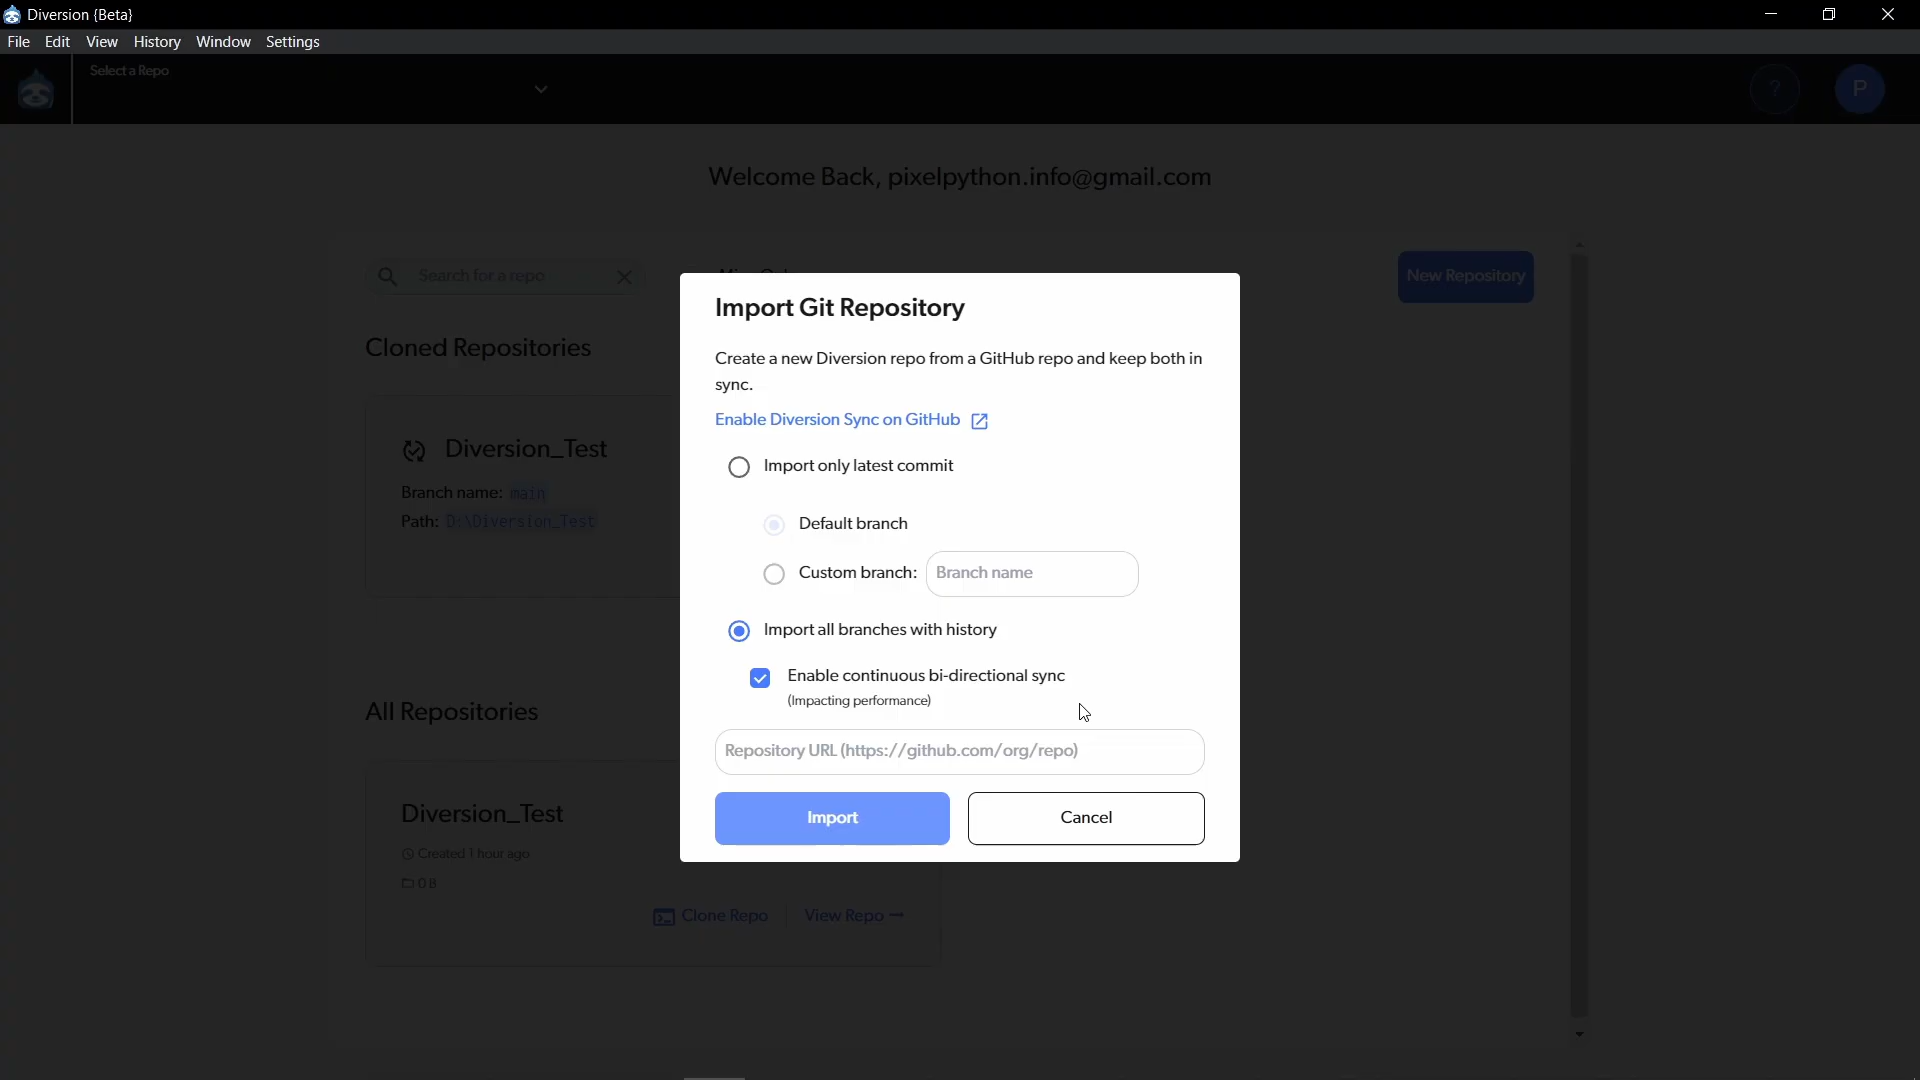 Diversion {Beta}
File Edit View History Window Settings
Select a Repo
? P
Welcome Back, pixelpython.info@gmail.com
Search for a repo
New Repository
Cloned Repositories
Diversion_Test
Branch name: main
Path: D:\Diversion_Test
All Repositories
Diversion_Test
Created 1 hour ago
0 B
Clone Repo View Repo →
Import Git Repository
Create a new Diversion repo from a GitHub repo and keep both in
sync.
Enable Diversion Sync on GitHub
Import only latest commit
Default branch
Custom branch: Branch name
Import all branches with history
Enable continuous bi-directional sync
(Impacting performance)
Repository URL (https://github.com/org/repo)
Import Cancel